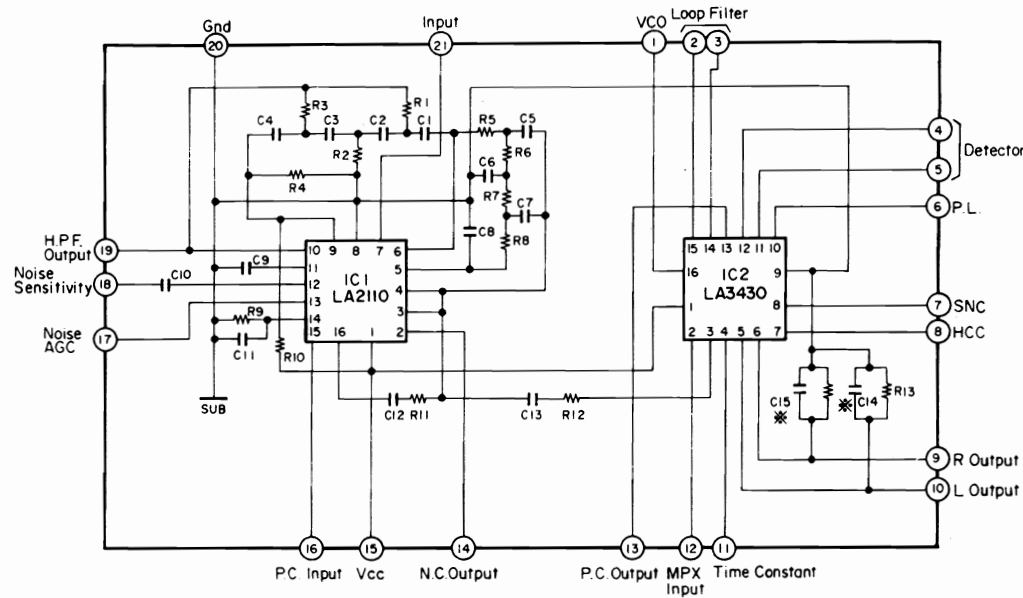 Gnd
Input
VCO
Loop Filter
20
21
1
2
3
R3
R1
C4
C3
C2
C1
R5
C5
R2
R6
C6
R4
R7
C7
C8
R8
4
5
Detector
6
P.L.
H.P.F.
Output
19
Noise
Sensitivity
18
C10
C9
Noise
AGC
17
R9
C11
R10
10
9
8
7
6
11
5
12
4
13
3
14
2
15
16
1
IC1
LA2110
15
14
13
12
11
10
16
9
1
8
2
3
4
5
6
7
IC2
LA3430
7
SNC
8
HCC
SUB
C12
R11
C13
R12
C15
※
C14
※
R13
9
R Output
10
L Output
16
15
14
13
12
11
P.C. Input
Vcc
N.C.Output
P.C.Output
MPX
Input
Time Constant